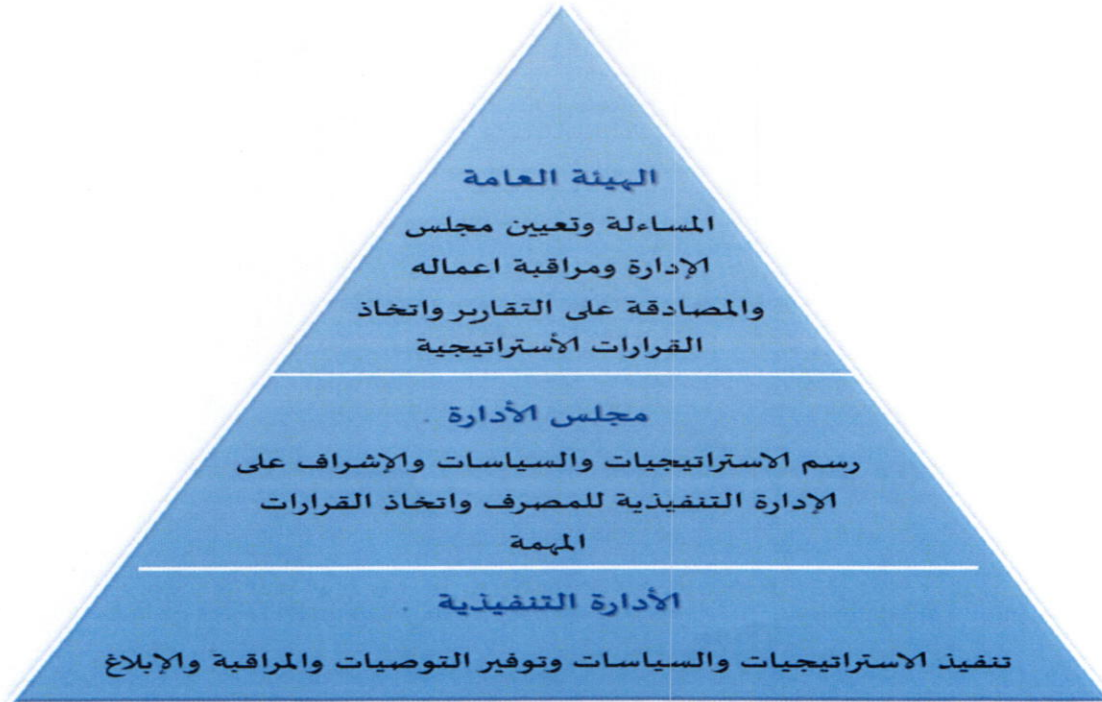 الهيئة العامة
المساءلة وتعيين مجلس
الإدارة ومراقبة اعماله
والمصادقة على التقارير واتخاذ
القرارات الأستراتيجية
مجلس الأدارة .
رسم الاستراتيجيات والسياسات والإشراف على
الإدارة التنفيذية للمصرف واتخاذ القرارات
المهمة
الأدارة التنفيذية .
تنفيذ الاستراتيجيات والسياسات وتوفير التوصيات والمراقبة والإبلاغ